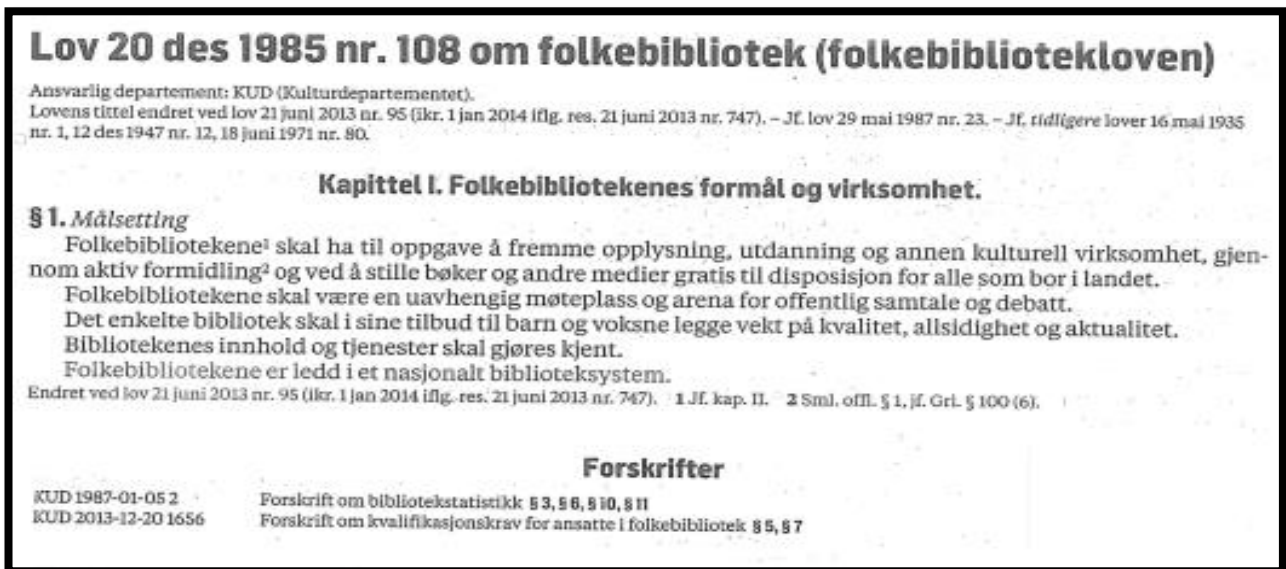 Lov 20 des 1985 nr. 108 om folkebibliotek (folkebibliotekloven)
Ansvarlig departement: KUD (Kulturdepartementet).
Lovens tittel endret ved lov 21 juni 2013 nr. 95 (ikr. 1 jan 2014 iflg. res. 21 juni 2013 nr. 747). – Jf. lov 29 mai 1987 nr. 23. – Jf. tidligere lover 16 mai 1935
nr. 1, 12 des 1947 nr. 12, 18 juni 1971 nr. 80.
Kapittel I. Folkebibliotekenes formål og virksomhet.
§ 1. Målsetting
Folkebibliotekene¹ skal ha til oppgave å fremme opplysning, utdanning og annen kulturell virksomhet, gjen-
nom aktiv formidling² og ved å stille bøker og andre medier gratis til disposisjon for alle som bor i landet.
Folkebibliotekene skal være en uavhengig møteplass og arena for offentlig samtale og debatt.
Det enkelte bibliotek skal i sine tilbud til barn og voksne legge vekt på kvalitet, allsidighet og aktualitet.
Bibliotekenes innhold og tjenester skal gjøres kjent.
Folkebibliotekene er ledd i et nasjonalt biblioteksystem.
Endret ved lov 21 juni 2013 nr. 95 (ikr. 1 jan 2014 iflg. res. 21 juni 2013 nr. 747). 1 Jf. kap. II. 2 Sml. offl. § 1, jf. Grl. § 100 (6).
Forskrifter
KUD 1987-01-05 2 Forskrift om bibliotekstatistikk § 3, § 6, § 10, § 11
KUD 2013-12-20 1656 Forskrift om kvalifikasjonskrav for ansatte i folkebibliotek § 5, § 7